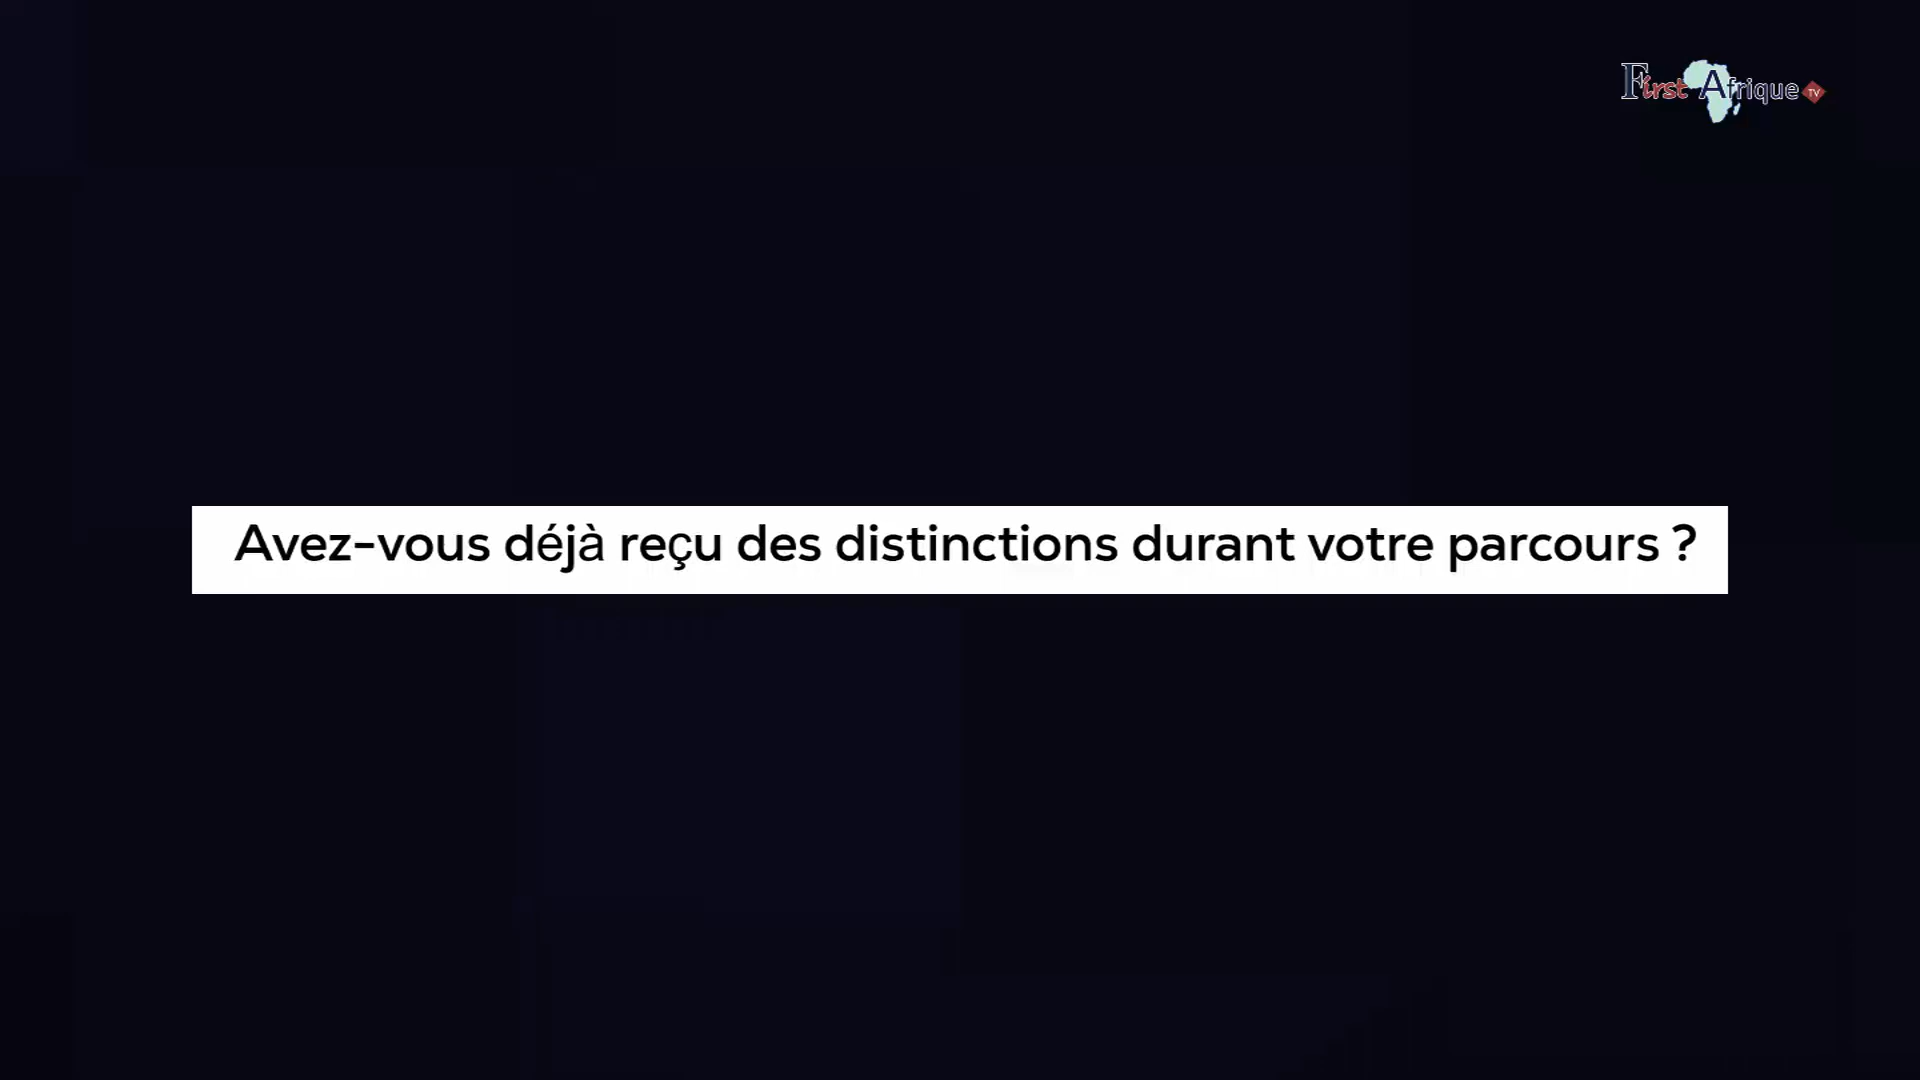 First Afrique TV
Avez-vous déjà reçu des distinctions durant votre parcours ?